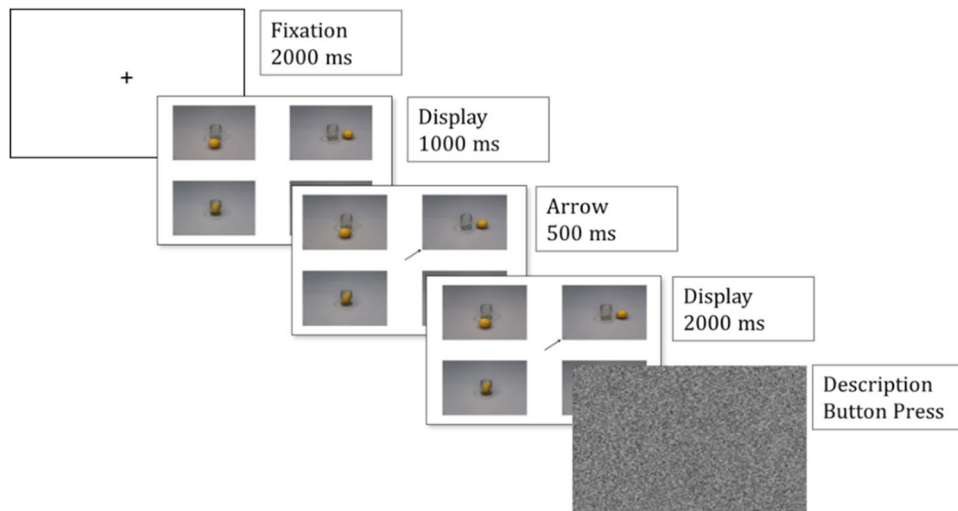 Fixation
2000 ms
Display
1000 ms
Arrow
500 ms
Display
2000 ms
Description
Button Press